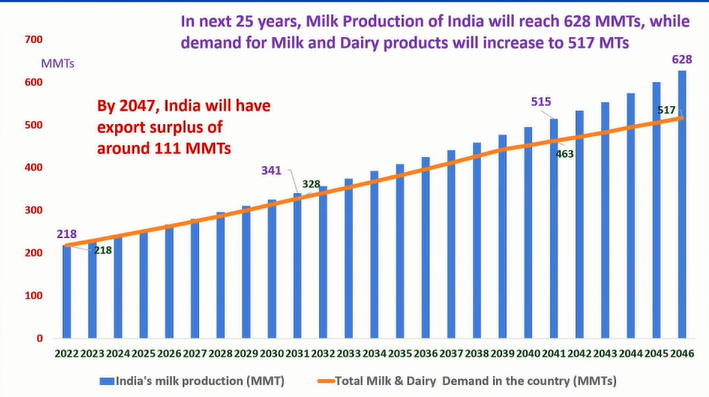 In next 25 years, Milk Production of India will reach 628 MMTs, while
demand for Milk and Dairy products will increase to 517 MTs
700
MMTs
628
600
By 2047, India will have
export surplus of
around 111 MMTs
515
517
500
463
400
341
328
300
218
218
200
100
0
2022 2023 2024 2025 2026 2027 2028 2029 2030 2031 2032 2033 2034 2035 2036 2037 2038 2039 2040 2041 2042 2043 2044 2045 2046
India's milk production (MMT)
Total Milk & Dairy Demand in the country (MMTs)